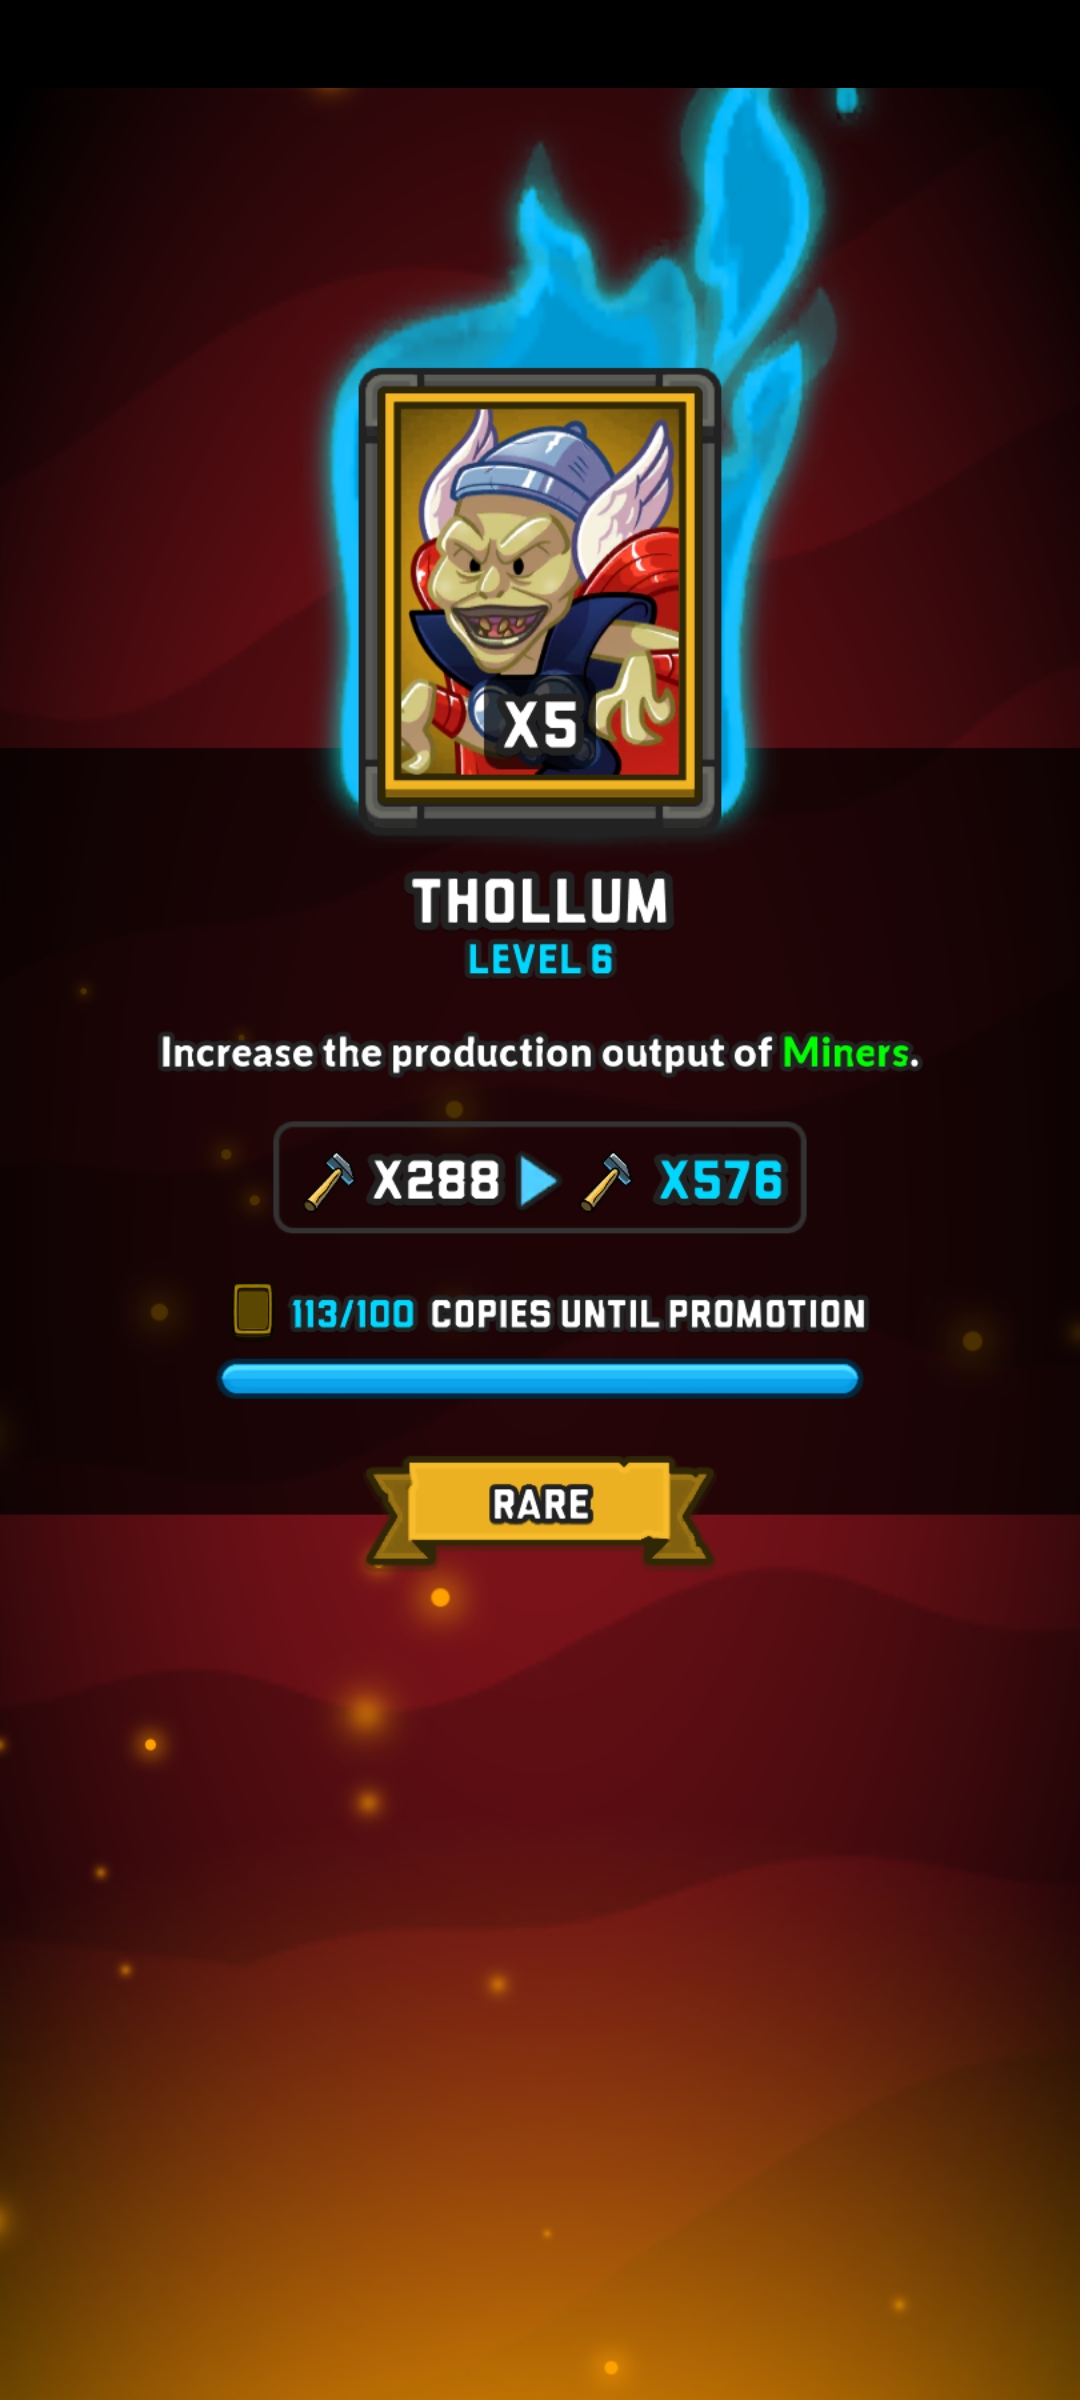 X5
THOLLUM
LEVEL 6
Increase the production output of Miners.
X288 X576
113/100 COPIES UNTIL PROMOTION
RARE